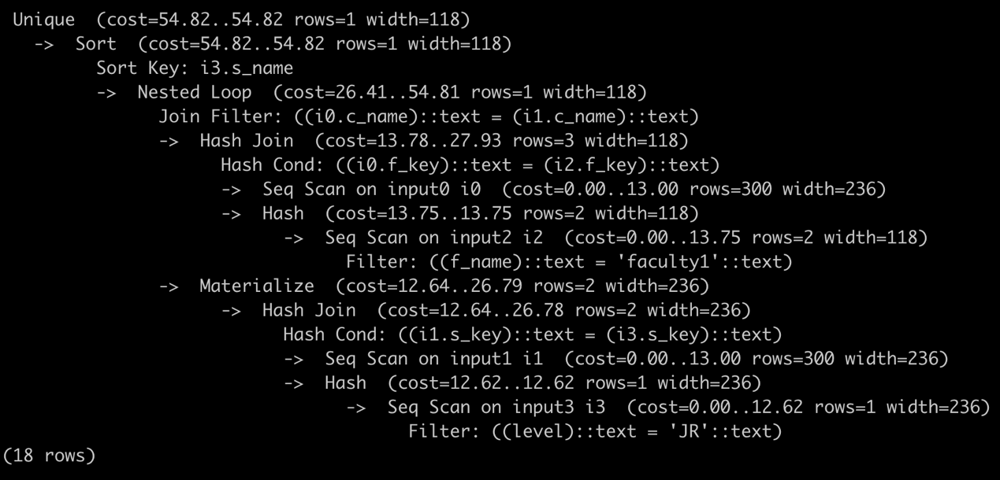 Unique  (cost=54.82..54.82 rows=1 width=118)
  ->  Sort  (cost=54.82..54.82 rows=1 width=118)
        Sort Key: i3.s_name
        ->  Nested Loop  (cost=26.41..54.81 rows=1 width=118)
              Join Filter: ((i0.c_name)::text = (i1.c_name)::text)
              ->  Hash Join  (cost=13.78..27.93 rows=3 width=118)
                    Hash Cond: ((i0.f_key)::text = (i2.f_key)::text)
                    ->  Seq Scan on input0 i0  (cost=0.00..13.00 rows=300 width=236)
                    ->  Hash  (cost=13.75..13.75 rows=2 width=118)
                          ->  Seq Scan on input2 i2  (cost=0.00..13.75 rows=2 width=118)
                                Filter: ((f_name)::text = 'faculty1'::text)
              ->  Materialize  (cost=12.64..26.79 rows=2 width=236)
                    ->  Hash Join  (cost=12.64..26.78 rows=2 width=236)
                          Hash Cond: ((i1.s_key)::text = (i3.s_key)::text)
                          ->  Seq Scan on input1 i1  (cost=0.00..13.00 rows=300 width=236)
                          ->  Hash  (cost=12.62..12.62 rows=1 width=236)
                                ->  Seq Scan on input3 i3  (cost=0.00..12.62 rows=1 width=236)
                                      Filter: ((level)::text = 'JR'::text)
(18 rows)